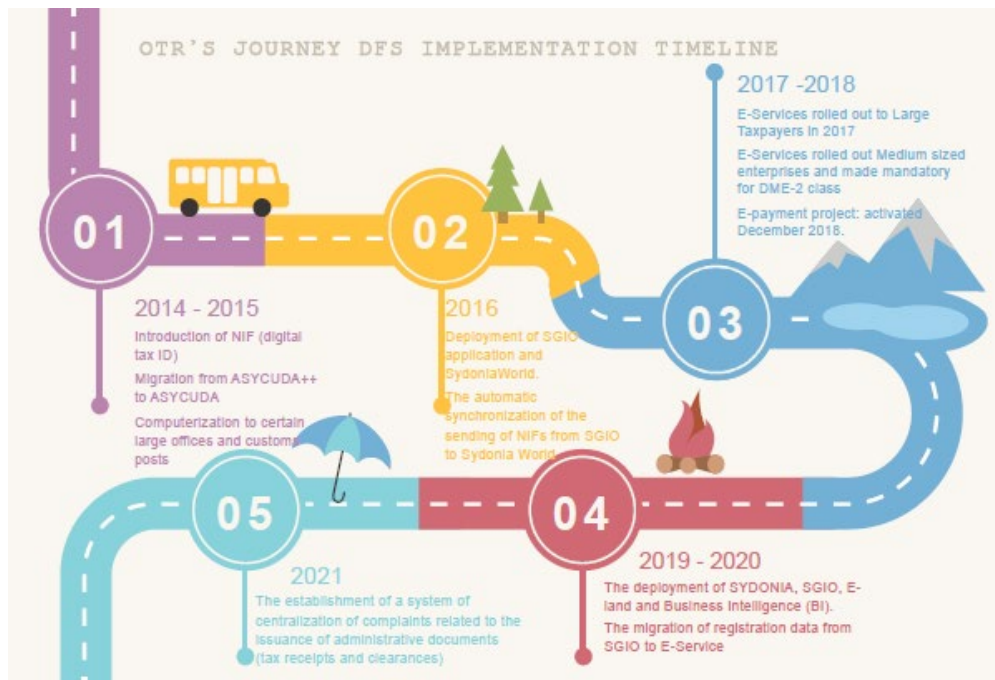 OTR'S JOURNEY DFS IMPLEMENTATION TIMELINE
01
2014 - 2015
Introduction of NIF (digital
tax ID)
Migration from ASYCUDA++
to ASYCUDA
Computerization to certain
large offices and customs
posts
02
2016
Deployment of SGIO
application and
SydoniaWorld.
The automatic
synchronization of the
sending of NIFs from SGIO
to Sydonia World
03
2017 -2018
E-Services rolled out to Large
Taxpayers in 2017
E-Services rolled out Medium sized
enterprises and made mandatory
for DME-2 class
E-payment project: activated
December 2018.
04
2019 - 2020
The deployment of SYDONIA, SGIO, E-
land and Business Intelligence (BI).
The migration of registration data from
SGIO to E-Service
05
2021
The establishment of a system of
centralization of complaints related to the
issuance of administrative documents
(tax receipts and clearances)